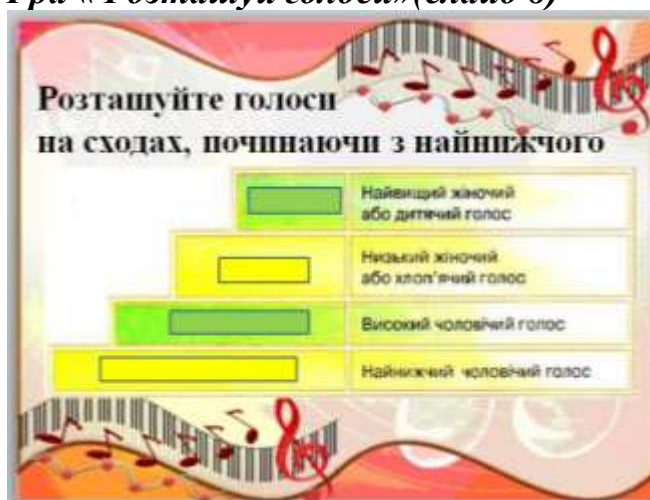 Розташуйте голоси
на сходах, починаючи з найнижчого
Найвищий жіночий
або дитячий голос
Низький жіночий
або хлоп'ячий голос
Високий чоловічий голос
Найнижчий чоловічий голос